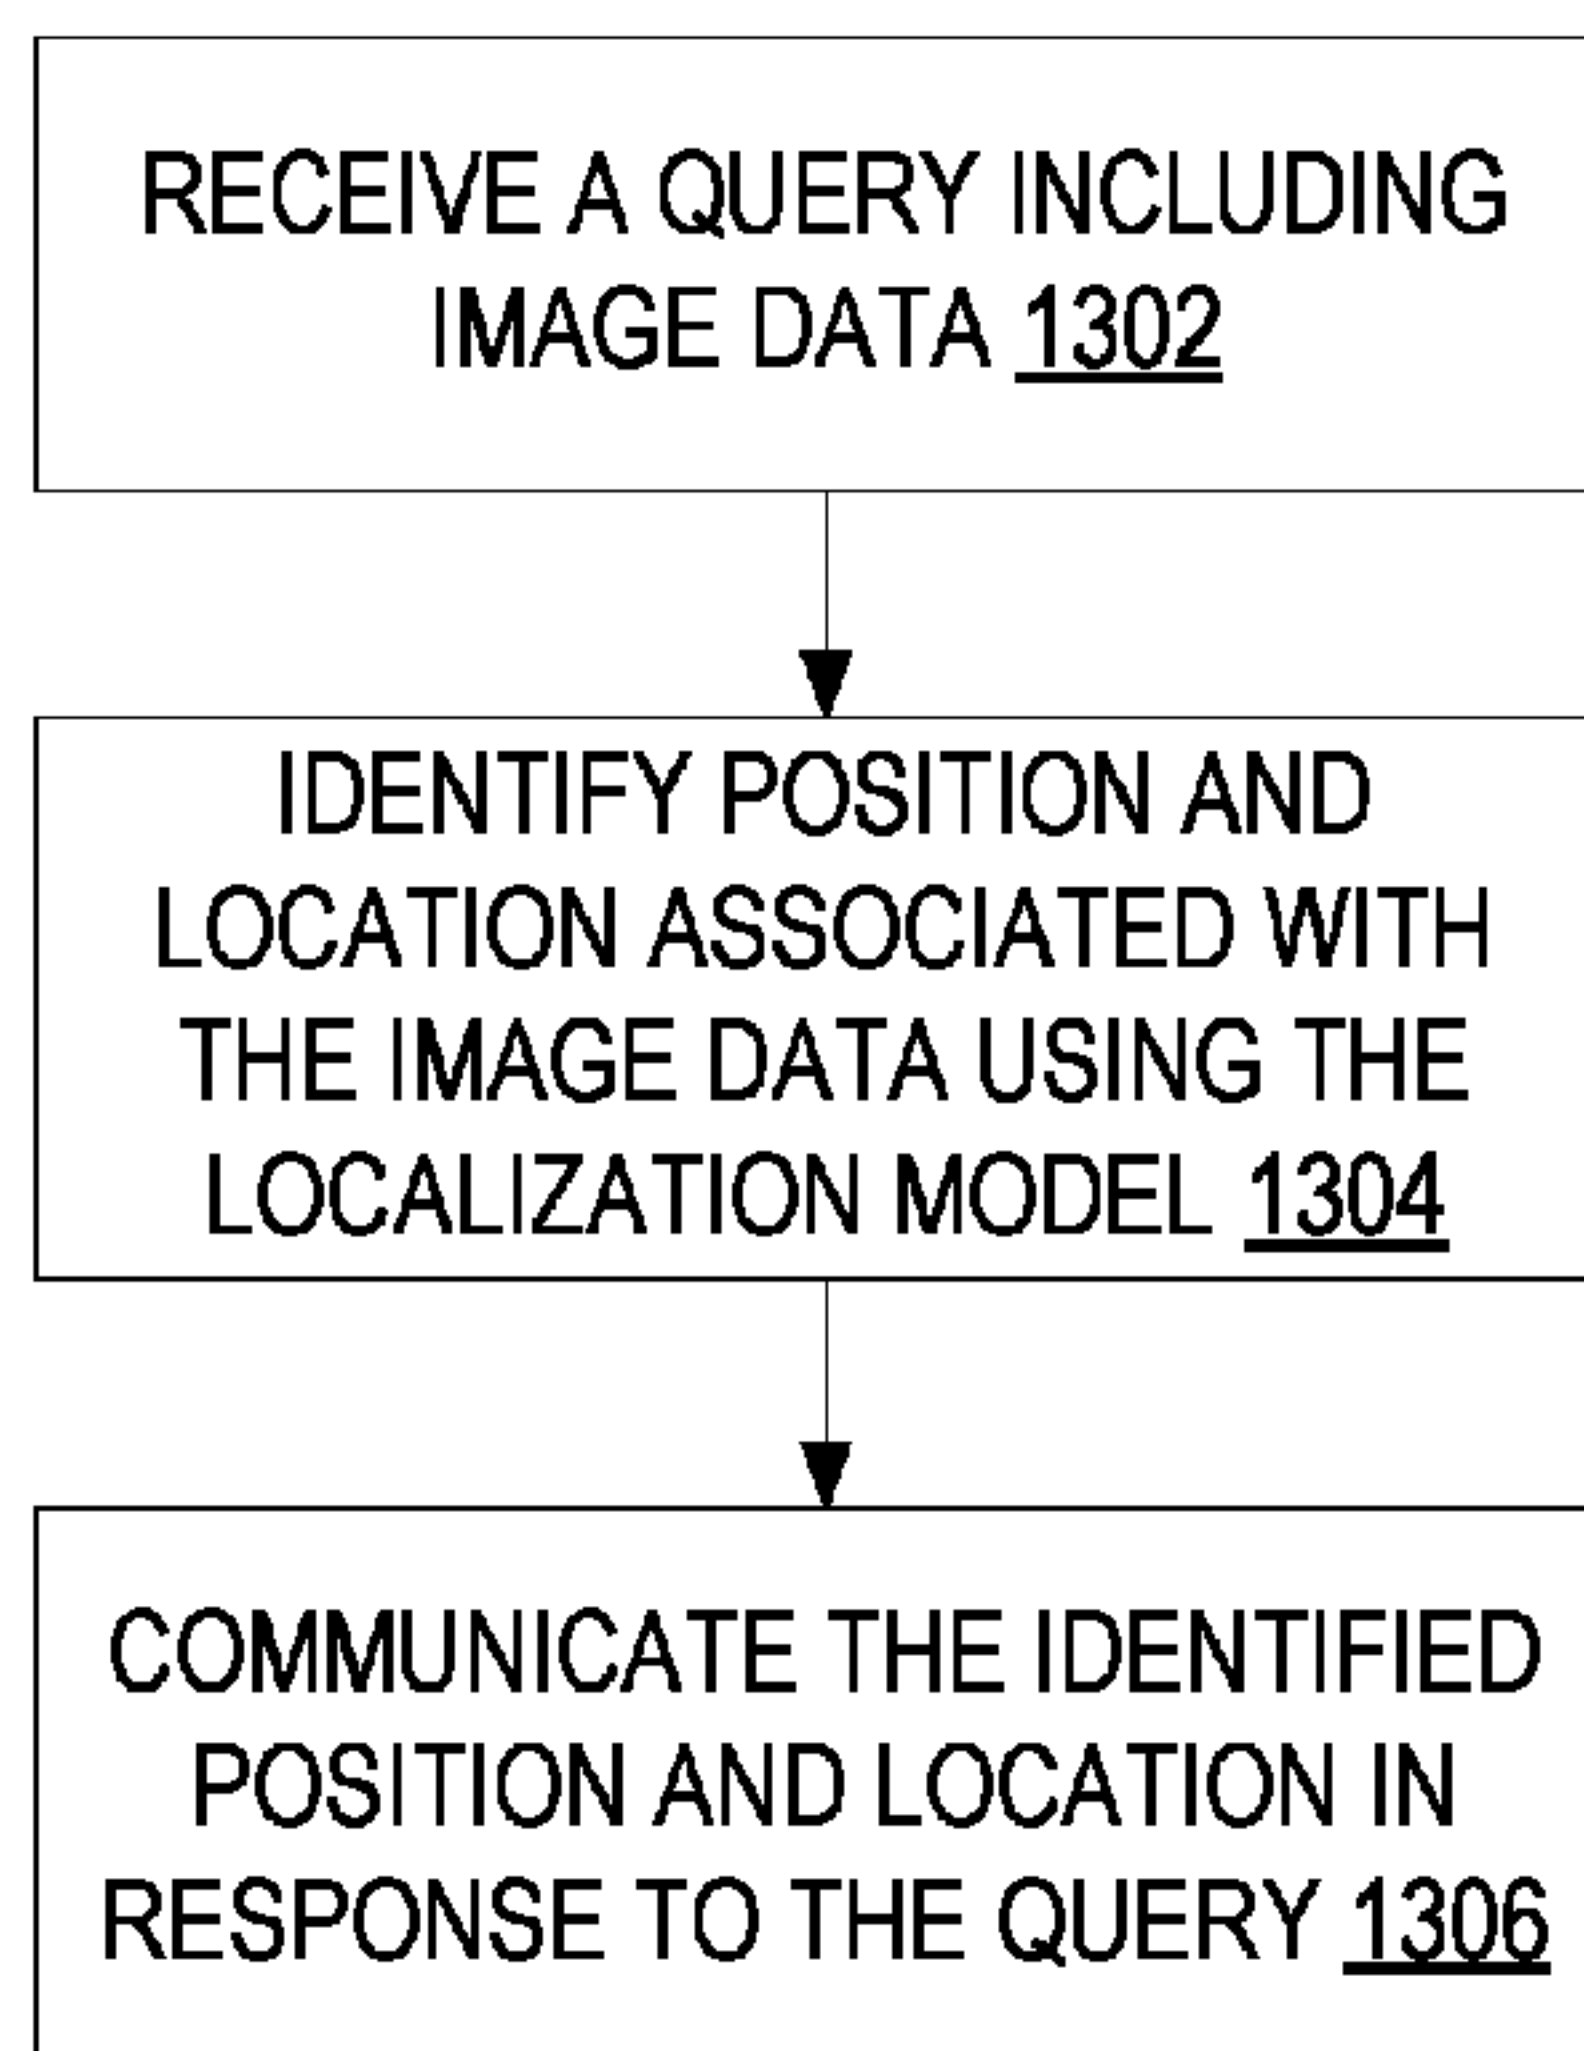 RECEIVE A QUERY INCLUDING
IMAGE DATA 1302
IDENTIFY POSITION AND
LOCATION ASSOCIATED WITH
THE IMAGE DATA USING THE
LOCALIZATION MODEL 1304
COMMUNICATE THE IDENTIFIED
POSITION AND LOCATION IN
RESPONSE TO THE QUERY 1306